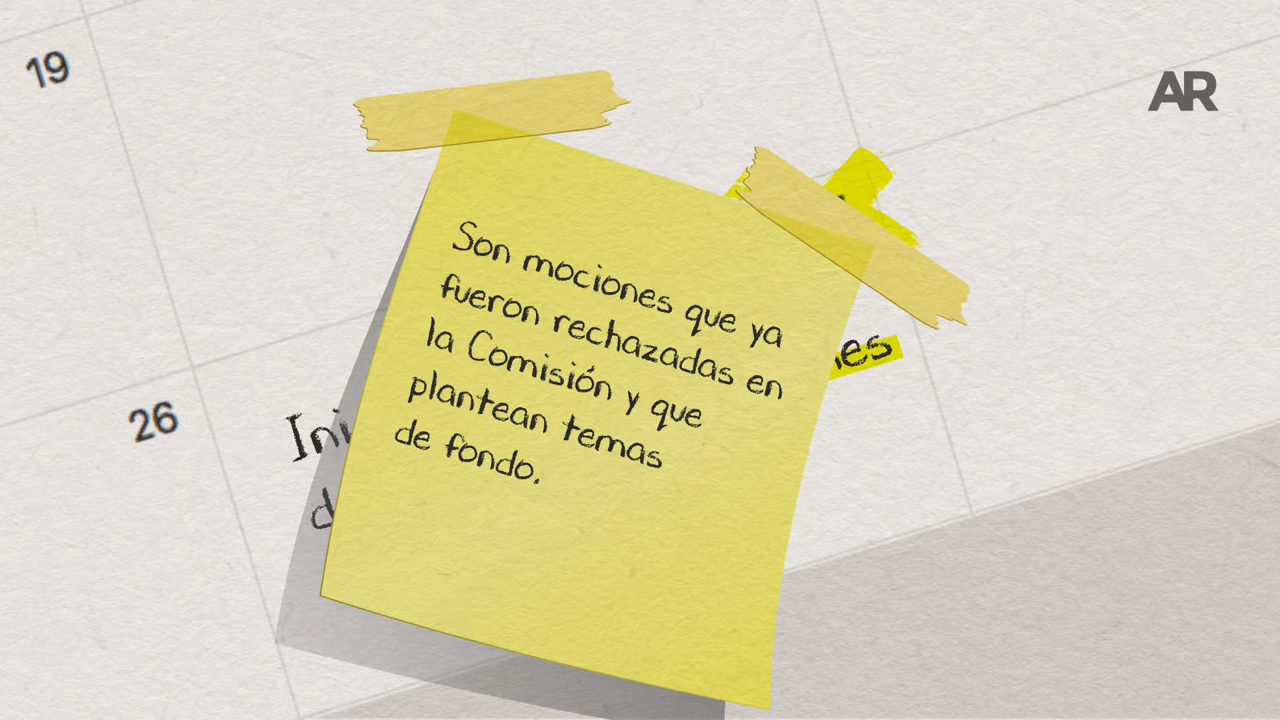 19
AR
Son mociones que ya
fueron rechazadas en
la Comisión y que
plantean temas
de fondo.
26